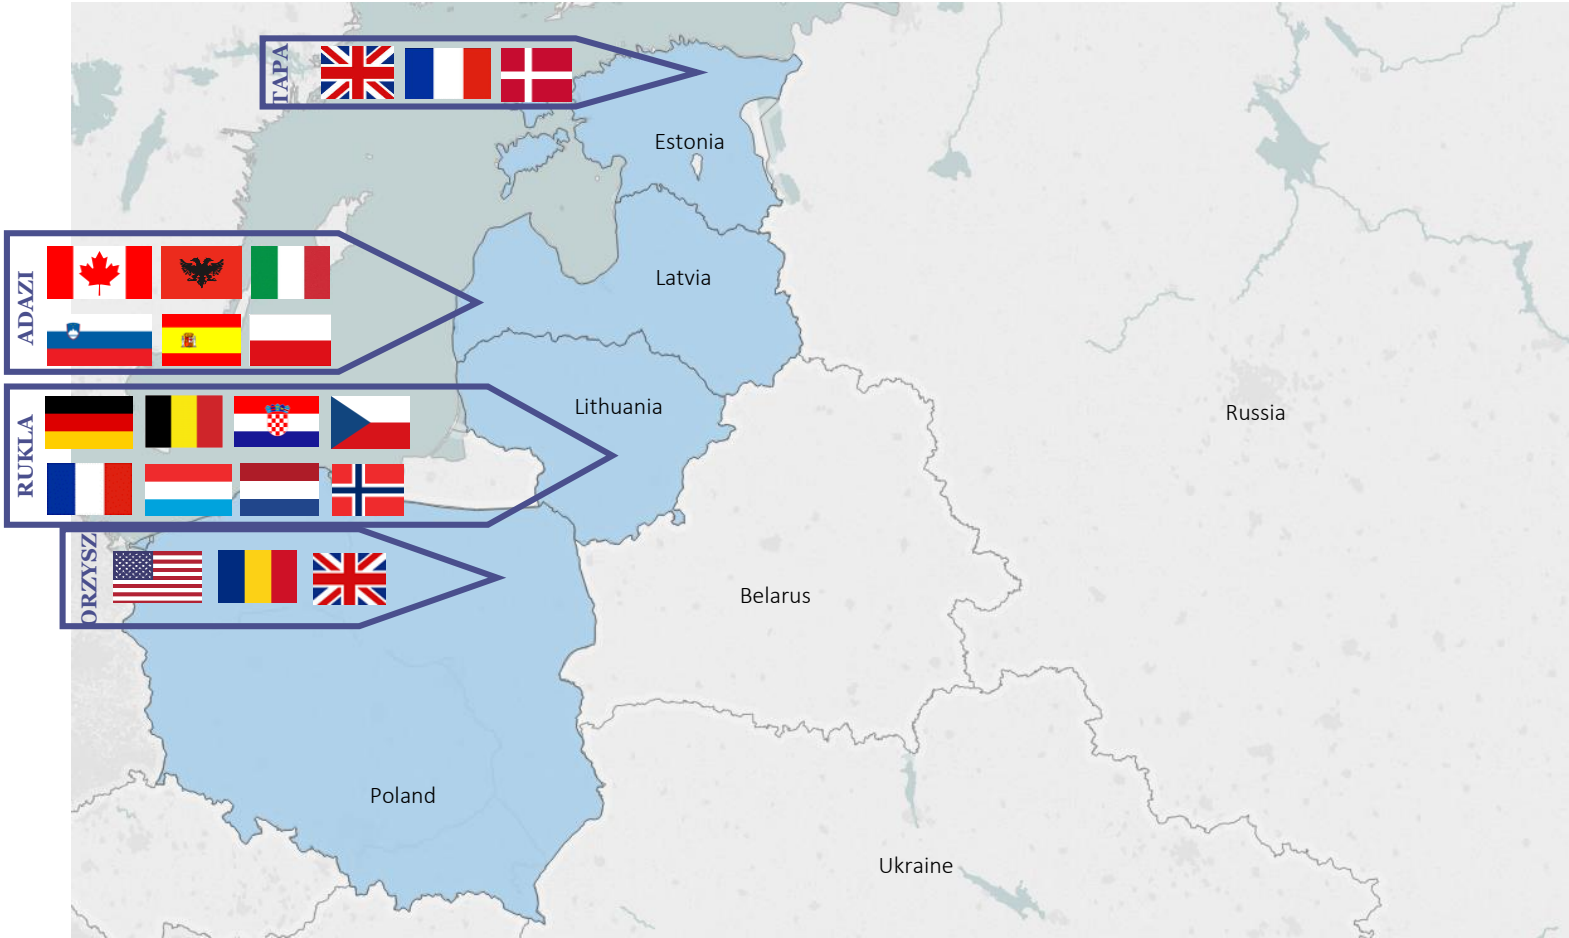 TAPA
Estonia
ADAZI
Latvia
RUKLA
Lithuania
Russia
ORZYSZ
Belarus
Poland
Ukraine